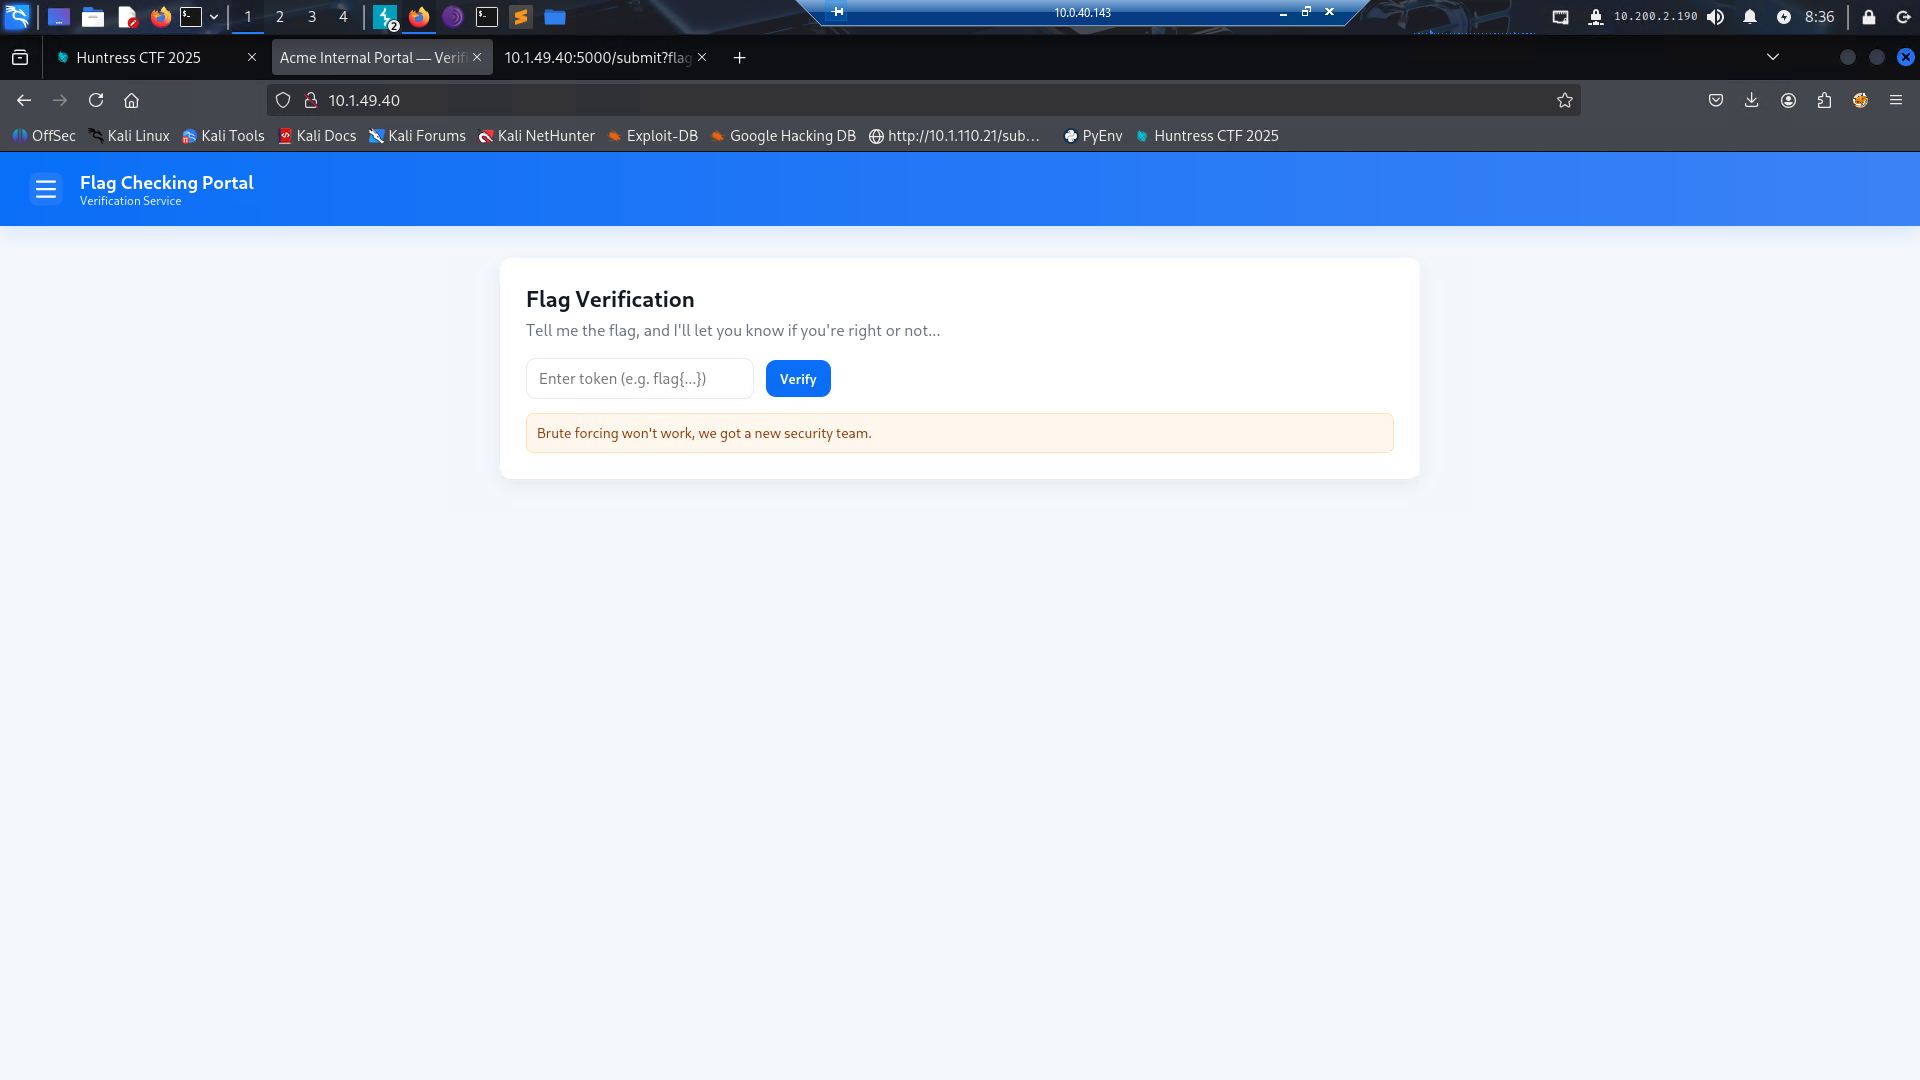 1 2 3 4
2
10.0.40.143
10.200.2.190
8:36
Huntress CTF 2025
Acme Internal Portal — Verifi
10.1.49.40:5000/submit?flag
10.1.49.40
OffSec Kali Linux Kali Tools Kali Docs Kali Forums Kali NetHunter Exploit-DB Google Hacking DB http://10.1.110.21/sub... PyEnv Huntress CTF 2025
Flag Checking Portal
Verification Service
Flag Verification
Tell me the flag, and I'll let you know if you're right or not...
Enter token (e.g. flag{...}) Verify
Brute forcing won't work, we got a new security team.